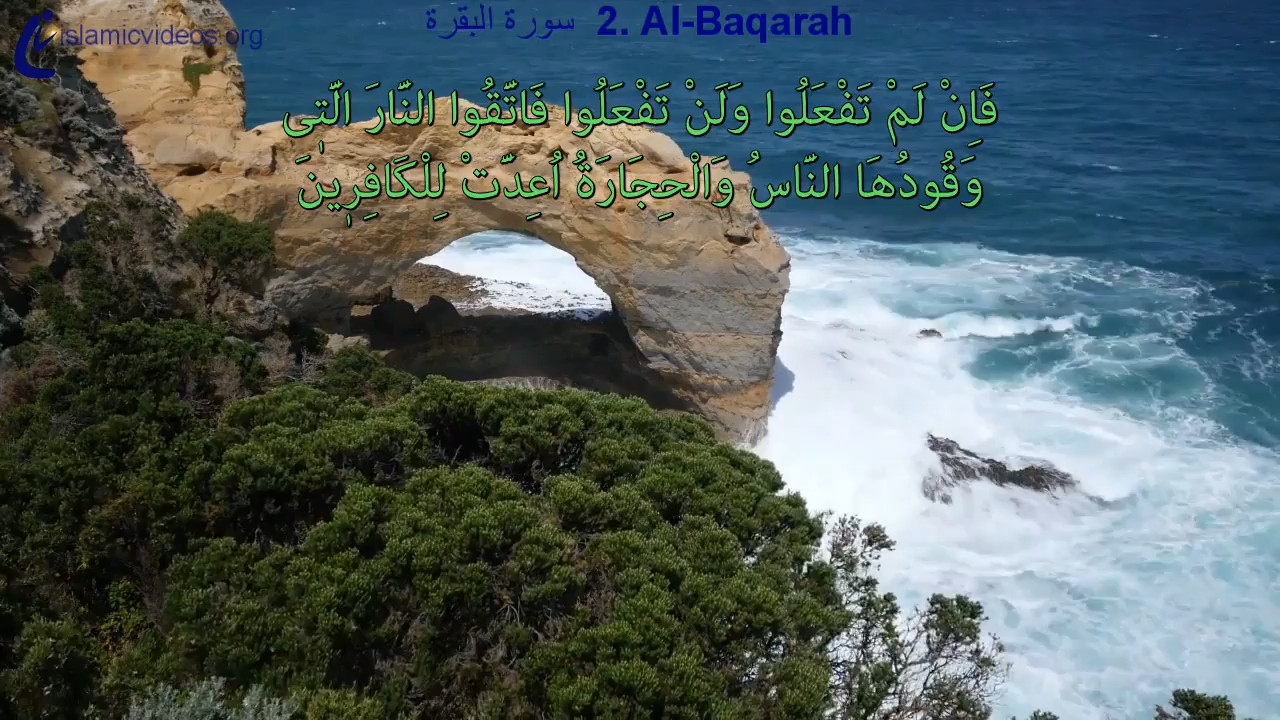 islamicvideos.org
سورة البقرة 2. Al-Baqarah
فَاِنْ لَمْ تَفْعَلُوا وَلَنْ تَفْعَلُوا فَاتَّقُوا النَّارَ الَّتٖى
وَقُودُهَا النَّاسُ وَالْحِجَارَةُ اُعِدَّتْ لِلْكَافِرٖينَ